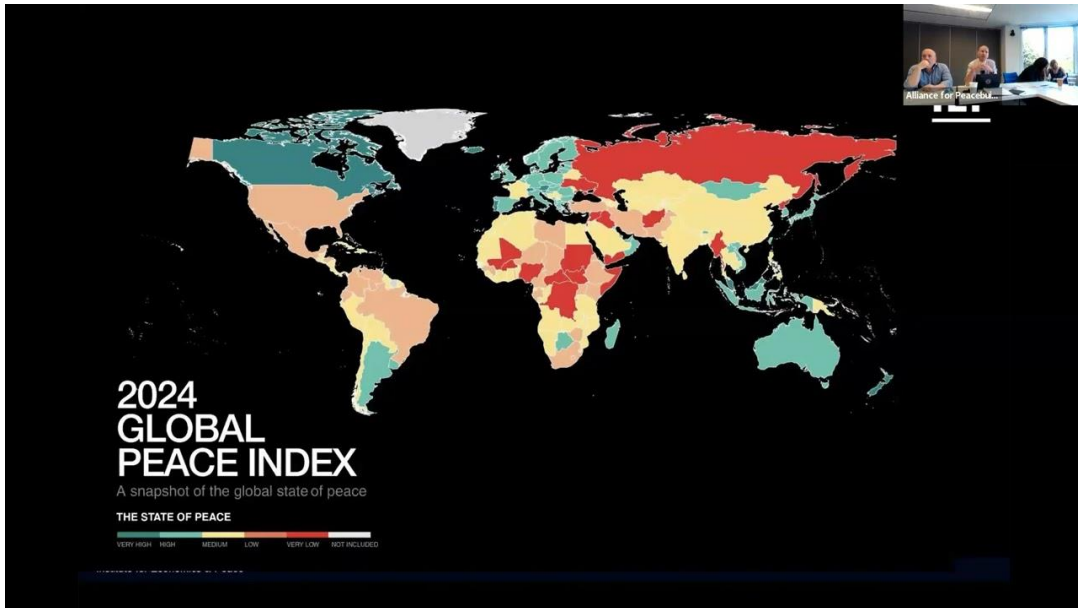 Alliance for Peacebui...
2024
GLOBAL
PEACE INDEX
A snapshot of the global state of peace
THE STATE OF PEACE
VERY HIGH HIGH MEDIUM LOW VERY LOW NOT INCLUDED